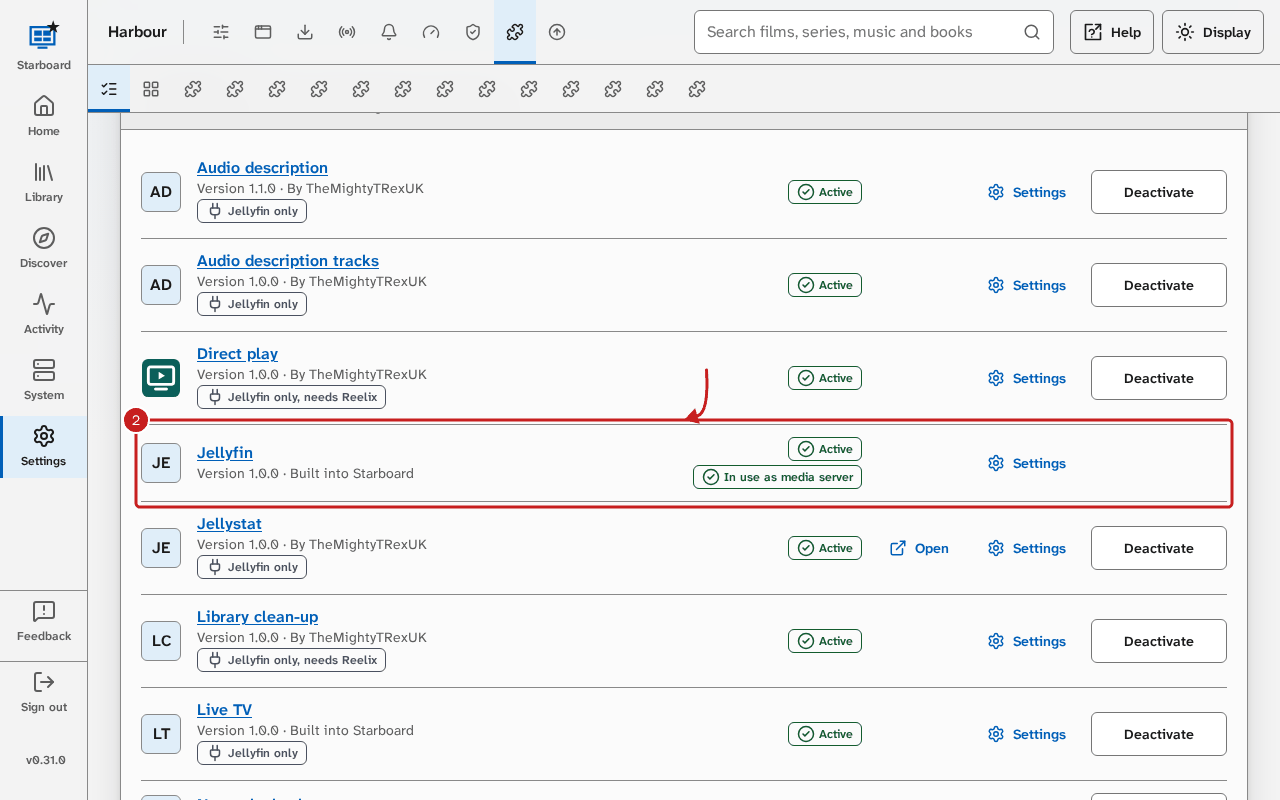 Starboard
Home
Library
Discover
Activity
System
Settings
Feedback
Sign out
v0.31.0
Harbour
Search films, series, music and books
Help
Display
AD
Audio description
Version 1.1.0 · By TheMightyTRexUK
Jellyfin only
Active
Settings
Deactivate
AD
Audio description tracks
Version 1.0.0 · By TheMightyTRexUK
Jellyfin only
Active
Settings
Deactivate
Direct play
Version 1.0.0 · By TheMightyTRexUK
Jellyfin only, needs Reelix
Active
Settings
Deactivate
2
JE
Jellyfin
Version 1.0.0 · Built into Starboard
Active
In use as media server
Settings
JE
Jellystat
Version 1.0.0 · By TheMightyTRexUK
Jellyfin only
Active
Open
Settings
Deactivate
LC
Library clean-up
Version 1.0.0 · By TheMightyTRexUK
Jellyfin only, needs Reelix
Active
Settings
Deactivate
LT
Live TV
Version 1.0.0 · Built into Starboard
Jellyfin only
Active
Settings
Deactivate